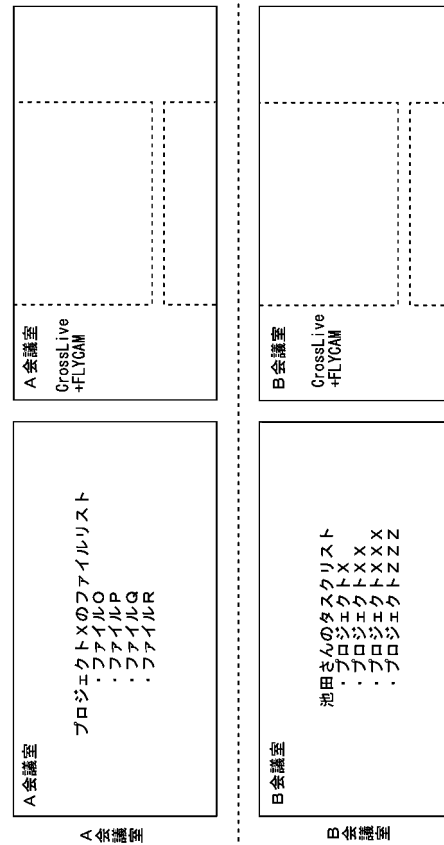 A会議室
A会議室
プロジェクトXのファイルリスト
・ファイルO
・ファイルP
・ファイルQ
・ファイルR
A会議室
CrossLive
+FLYCAM
B会議室
B会議室
池田さんのタスクリスト
・プロジェクトX
・プロジェクトXX
・プロジェクトXXX
・プロジェクトZZZ
B会議室
CrossLive
+FLYCAM